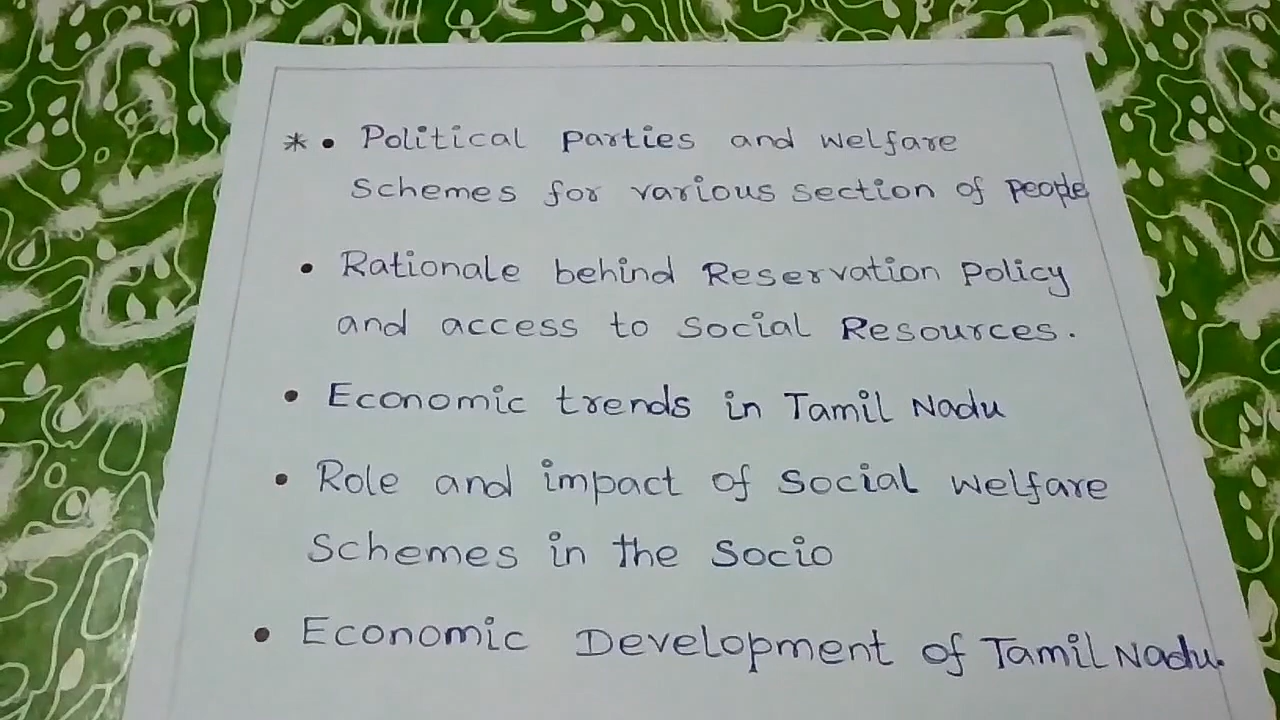 * • Political parties and welfare
schemes for various section of people
• Rationale behind Reservation policy
and access to social Resources.
• Economic trends in Tamil Nadu
• Role and impact of social welfare
schemes in the socio
• Economic Development of Tamil Nadu.